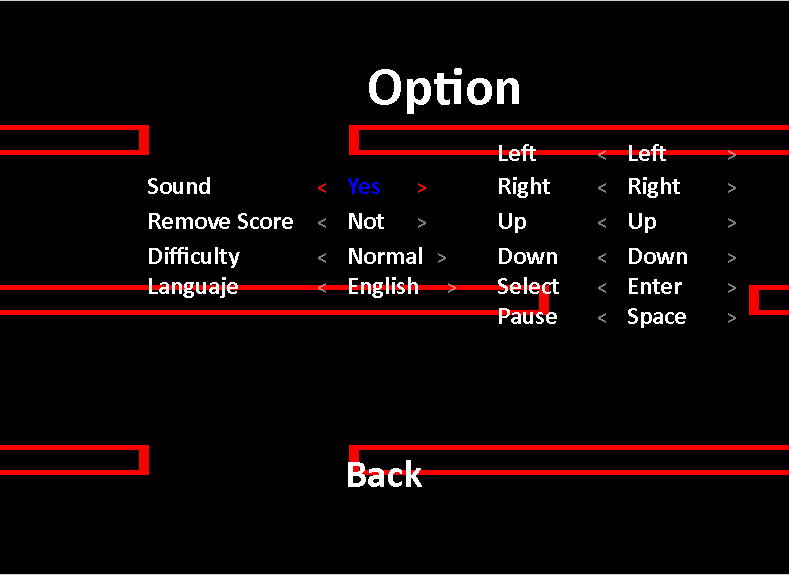 Option
Left < Left >
Sound < Yes > Right < Right >
Remove Score < Not > Up < Up >
Difficulty < Normal > Down < Down >
Languaje < English > Select < Enter >
Pause < Space >
Back